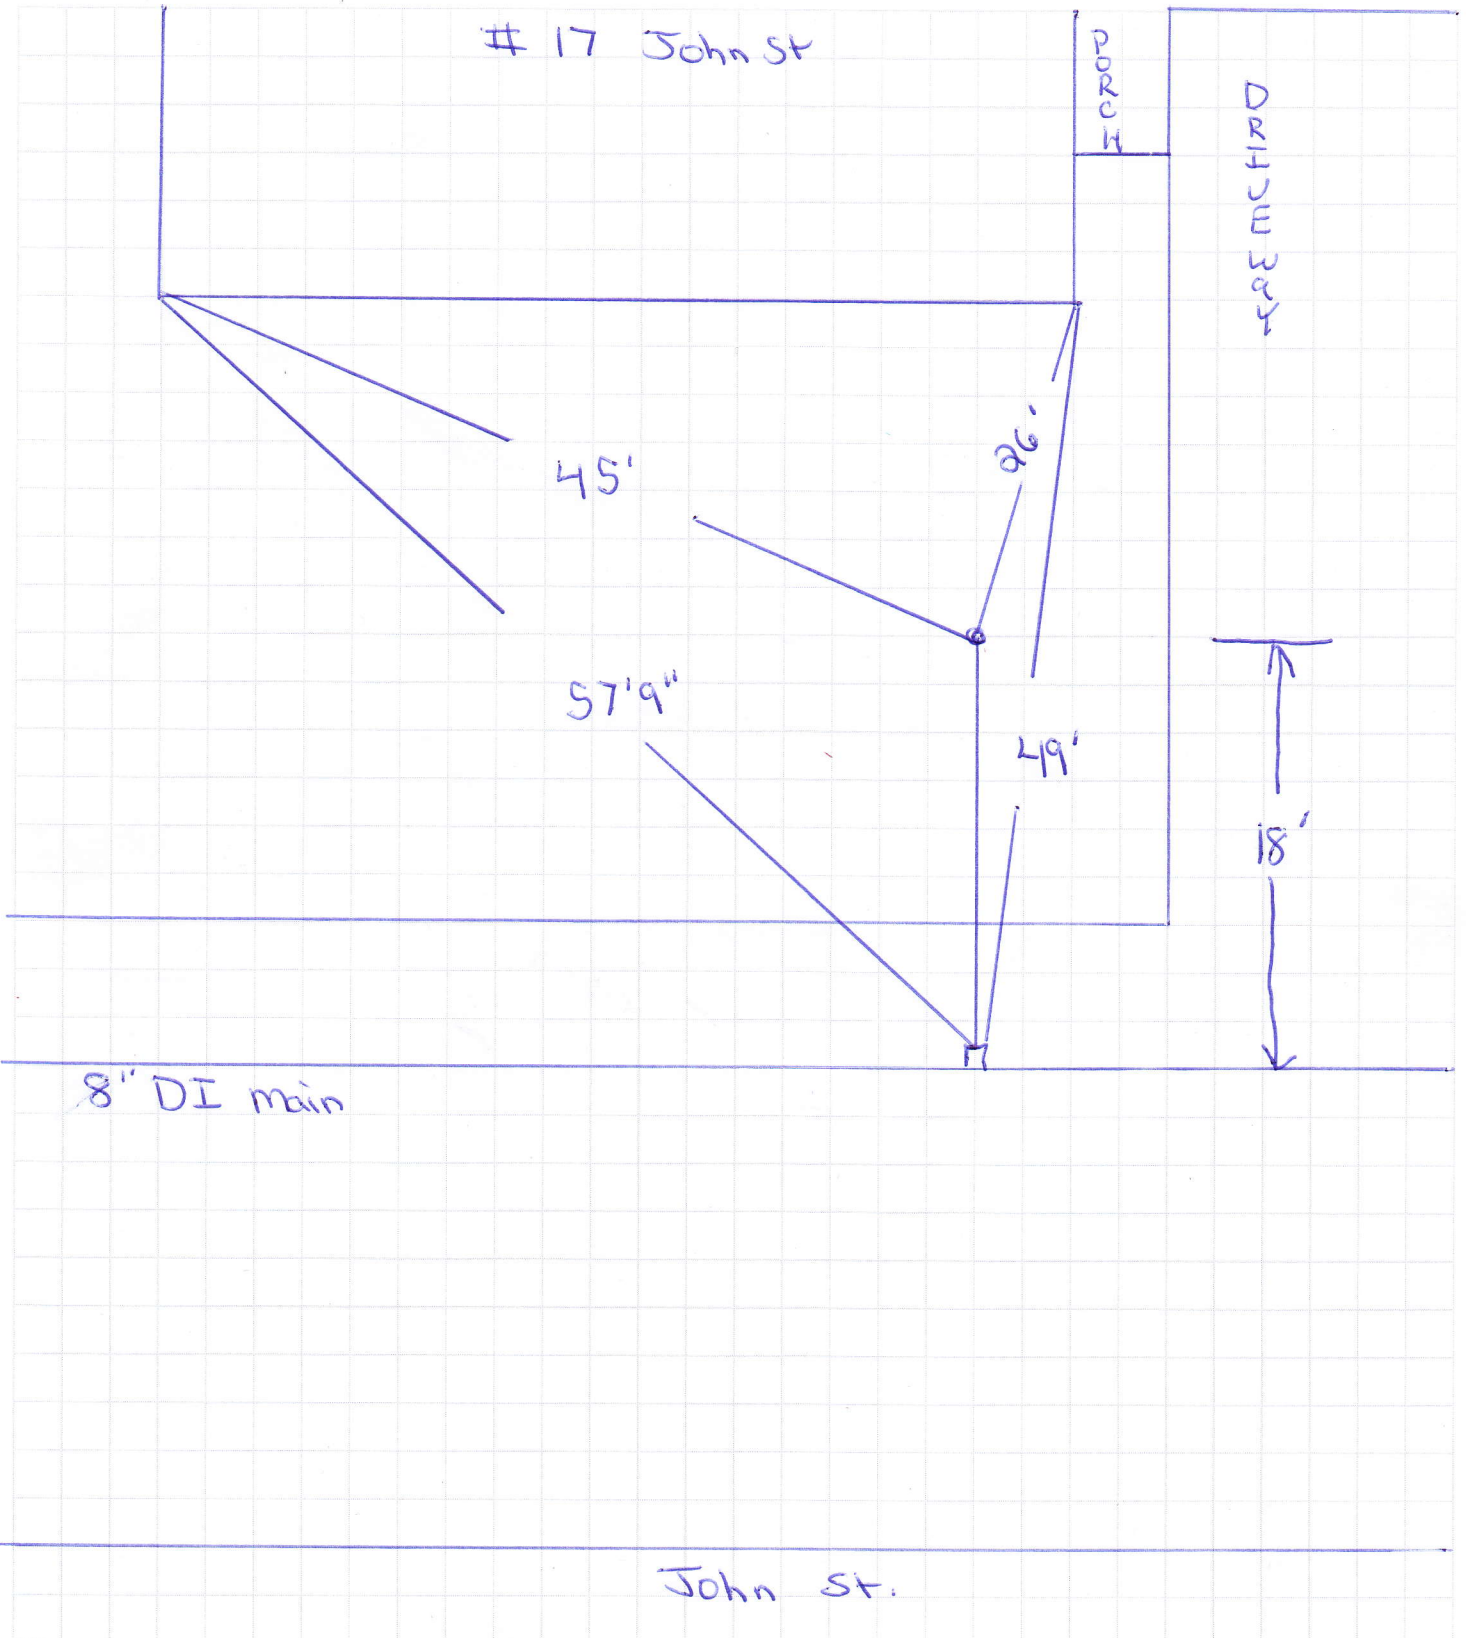 # 17 John St
PORCH
DRIVEWAY
26'
45'
57'9"
49'
18'
8" DI main
John St.